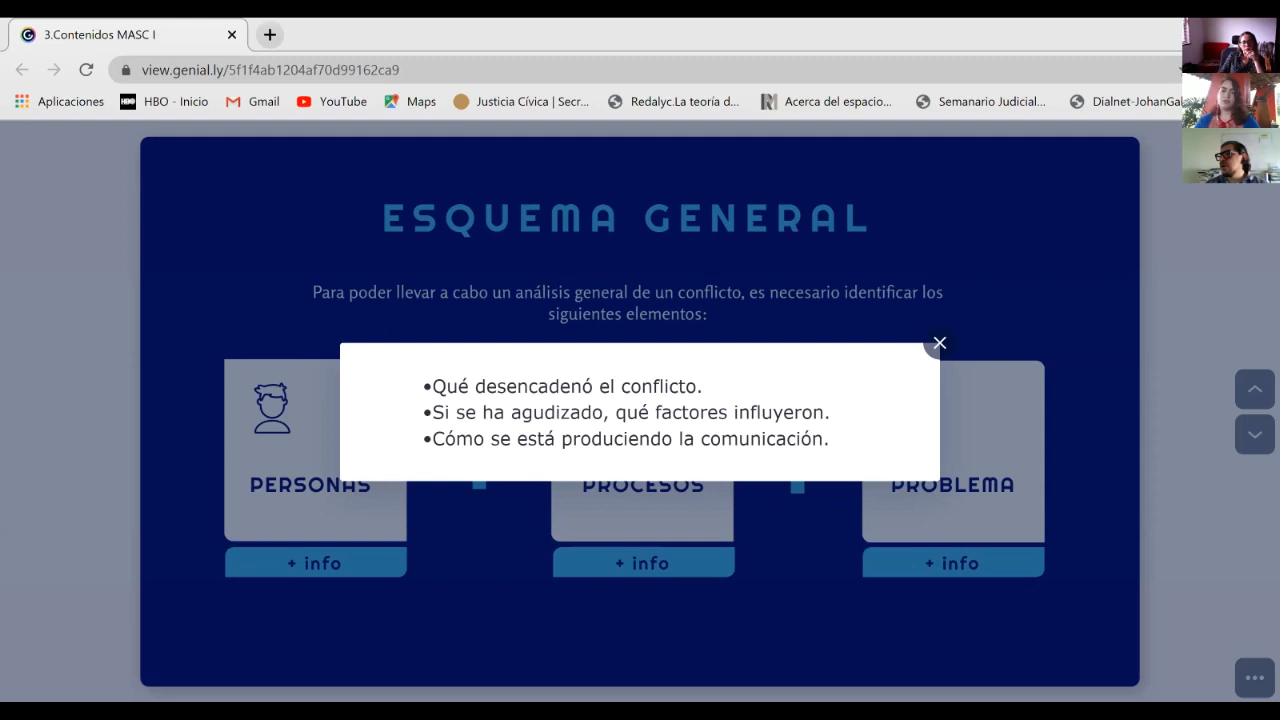 3.Contenidos MASC I
view.genial.ly/5f1f4ab1204af70d99162ca9
Aplicaciones
HBO
HBO - Inicio
Gmail
YouTube
Maps
Justicia Cívica | Secr...
Redalyc.La teoría d...
Acerca del espacio...
Semanario Judicial...
Dialnet-JohanGal
ESQUEMA GENERAL
Para poder llevar a cabo un análisis general de un conflicto, es necesario identificar los
siguientes elementos:
•Qué desencadenó el conflicto.
•Si se ha agudizado, qué factores influyeron.
•Cómo se está produciendo la comunicación.
PERSONAS
PROCESOS
PROBLEMA
+ info
+ info
+ info